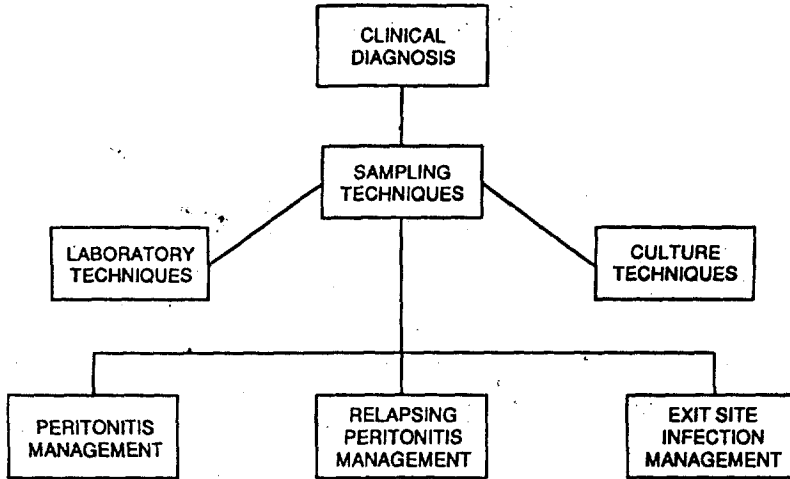 CLINICAL
DIAGNOSIS
SAMPLING
TECHNIQUES
LABORATORY
TECHNIQUES
CULTURE
TECHNIQUES
PERITONITIS
MANAGEMENT
RELAPSING
PERITONITIS
MANAGEMENT
EXIT SITE
INFECTION
MANAGEMENT